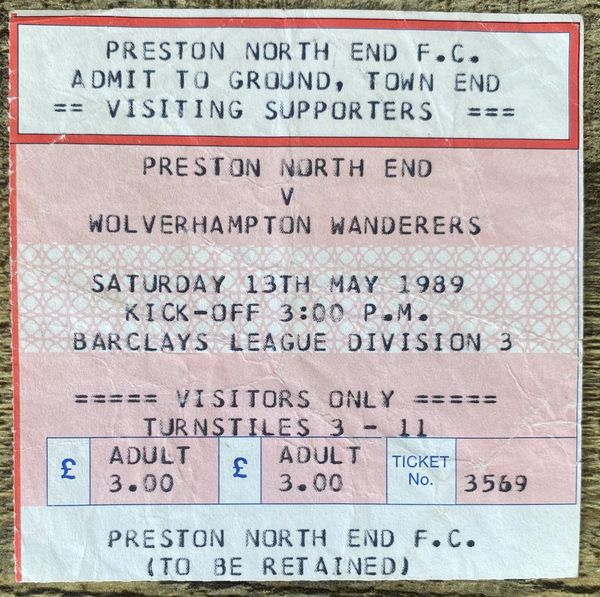 PRESTON NORTH END F.C.
ADMIT TO GROUND, TOWN END
== VISITING SUPPORTERS ===
PRESTON NORTH END
V
WOLVERHAMPTON WANDERERS
SATURDAY 13TH MAY 1989
KICK-OFF 3:00 P.M.
BARCLAYS LEAGUE DIVISION 3
===== VISITORS ONLY =====
TURNSTILES 3 - 11
£ ADULT £ ADULT TICKET
3.00 3.00 No. 3569
PRESTON NORTH END F.C.
(TO BE RETAINED)